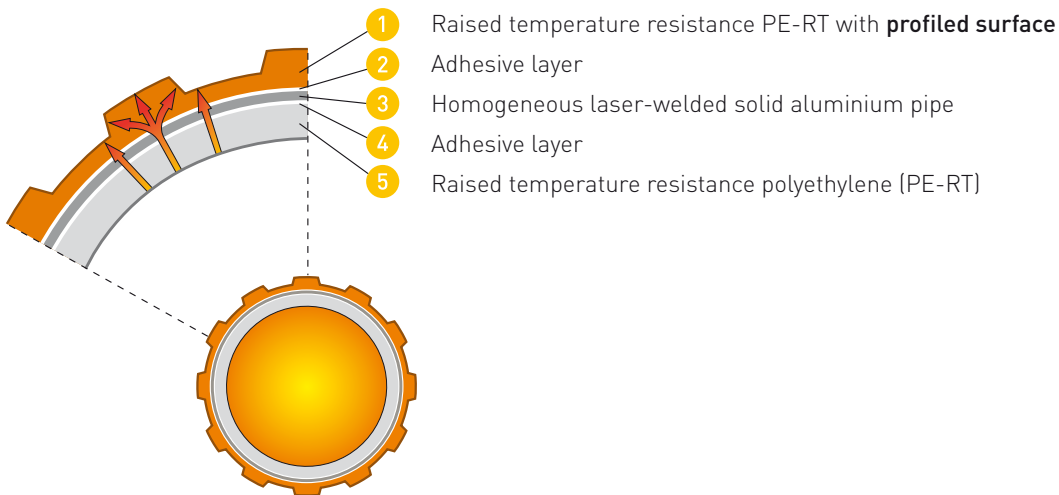 1 Raised temperature resistance PE-RT with profiled surface
2 Adhesive layer
3 Homogeneous laser-welded solid aluminium pipe
4 Adhesive layer
5 Raised temperature resistance polyethylene (PE-RT)